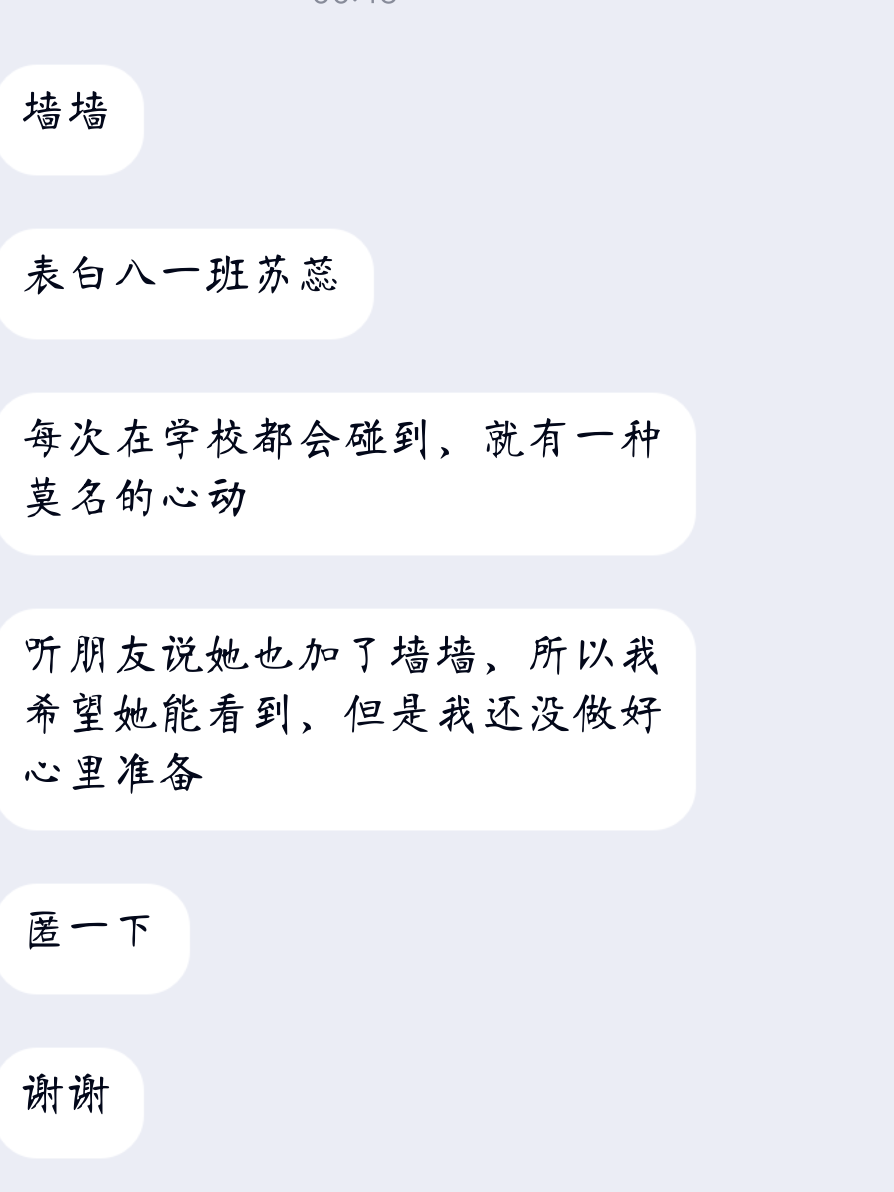 墙墙
表白八一班苏蕊
每次在学校都会碰到、就有一种
莫名的心动
听朋友说她也加了墙墙、所以我
希望她能看到、但是我还没做好
心里准备
匿一下
谢谢